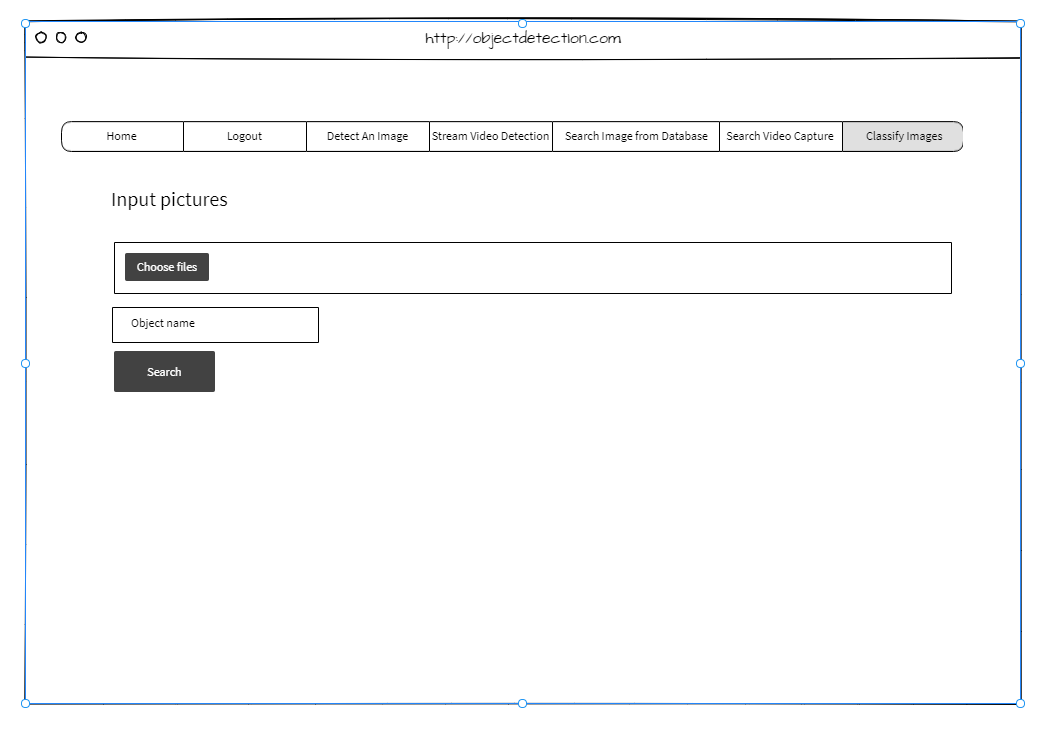 http://objectdetection.com
Home Logout Detect An Image Stream Video Detection Search Image from Database Search Video Capture Classify Images
Input pictures
Choose files
Object name
Search